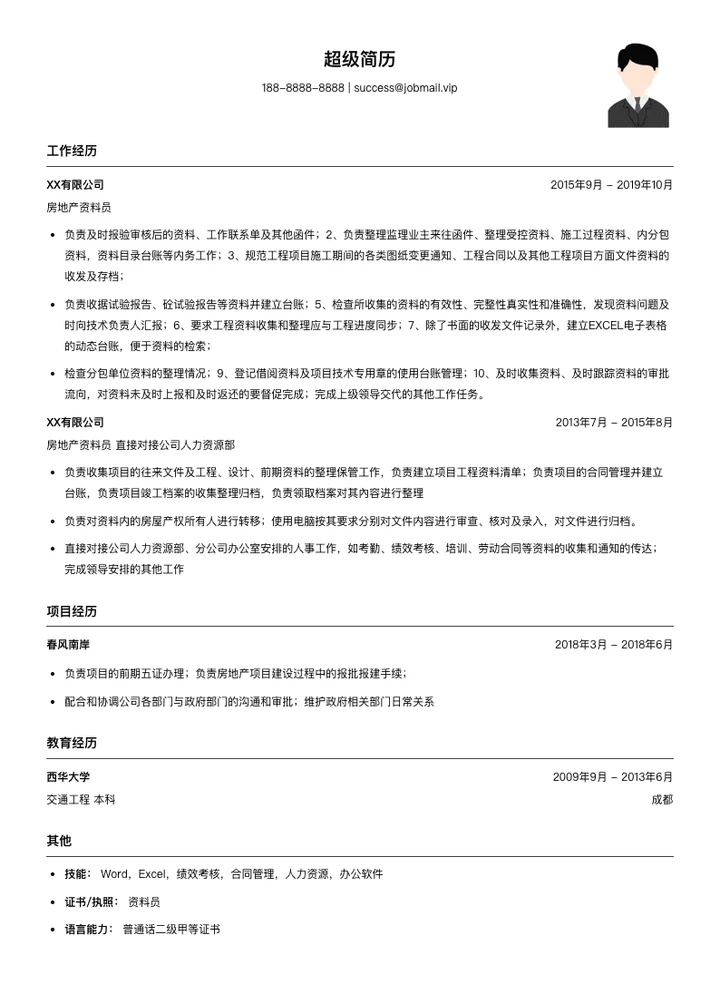 超级简历
188-8888-8888 | success@jobmail.vip
工作经历
XX有限公司 2015年9月 – 2019年10月
房地产资料员
• 负责及时报验审核后的资料、工作联系单及其他函件；2、负责整理监理业主来往函件、整理受控资料、施工过程资料、内分包
资料，资料目录台账等内务工作；3、规范工程项目施工期间的各类图纸变更通知、工程合同以及其他工程项目方面文件资料的
收发及存档；
• 负责收据试验报告、砼试验报告等资料并建立台账；5、检查所收集的资料的有效性、完整性真实性和准确性，发现资料问题及
时向技术负责人汇报；6、要求工程资料收集和整理应与工程进度同步；7、除了书面的收发文件记录外，建立EXCEL电子表格
的动态台账，便于资料的检索；
• 检查分包单位资料的整理情况；9、登记借阅资料及项目技术专用章的使用台账管理；10、及时收集资料、及时跟踪资料的审批
流向，对资料未及时上报和及时返还的要督促完成；完成上级领导交代的其他工作任务。
XX有限公司 2013年7月 – 2015年8月
房地产资料员 直接对接公司人力资源部
• 负责收集项目的往来文件及工程、设计、前期资料的整理保管工作，负责建立项目工程资料清单；负责项目的合同管理并建立
台账，负责项目竣工档案的收集整理归档，负责领取档案对其内容进行整理
• 负责对资料内的房屋产权所有人进行转移；使用电脑按其要求分别对文件内容进行审查、核对及录入，对文件进行归档。
• 直接对接公司人力资源部、分公司办公室安排的人事工作，如考勤、绩效考核、培训、劳动合同等资料的收集和通知的传达；
完成领导安排的其他工作
项目经历
春风南岸 2018年3月 – 2018年6月
• 负责项目的前期五证办理；负责房地产项目建设过程中的报批报建手续；
• 配合和协调公司各部门与政府部门的沟通和审批；维护政府相关部门日常关系
教育经历
西华大学 2009年9月 – 2013年6月
交通工程 本科 成都
其他
• 技能： Word，Excel，绩效考核，合同管理，人力资源，办公软件
• 证书/执照： 资料员
• 语言能力： 普通话二级甲等证书